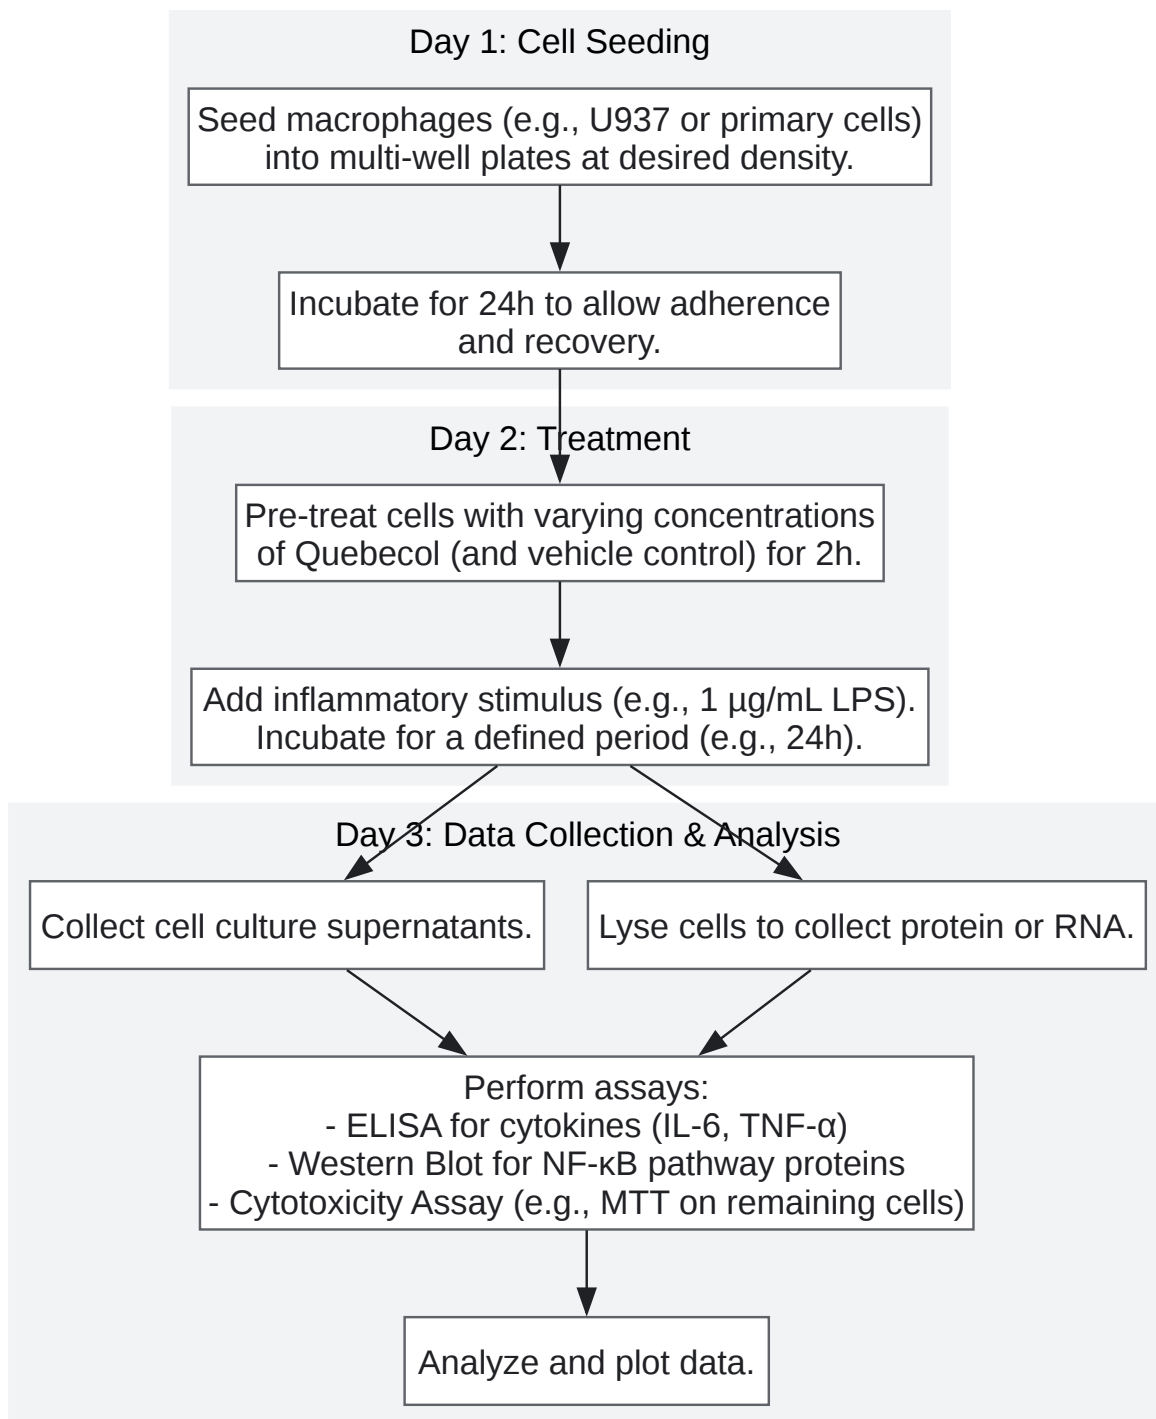 Day 1: Cell Seeding
Seed macrophages (e.g., U937 or primary cells)
into multi-well plates at desired density.
Incubate for 24h to allow adherence
and recovery.
Day 2: Treatment
Pre-treat cells with varying concentrations
of Quebecol (and vehicle control) for 2h.
Add inflammatory stimulus (e.g., 1 µg/mL LPS).
Incubate for a defined period (e.g., 24h).
Day 3: Data Collection & Analysis
Collect cell culture supernatants.
Lyse cells to collect protein or RNA.
Perform assays:
- ELISA for cytokines (IL-6, TNF-α)
- Western Blot for NF-κB pathway proteins
- Cytotoxicity Assay (e.g., MTT on remaining cells)
Analyze and plot data.